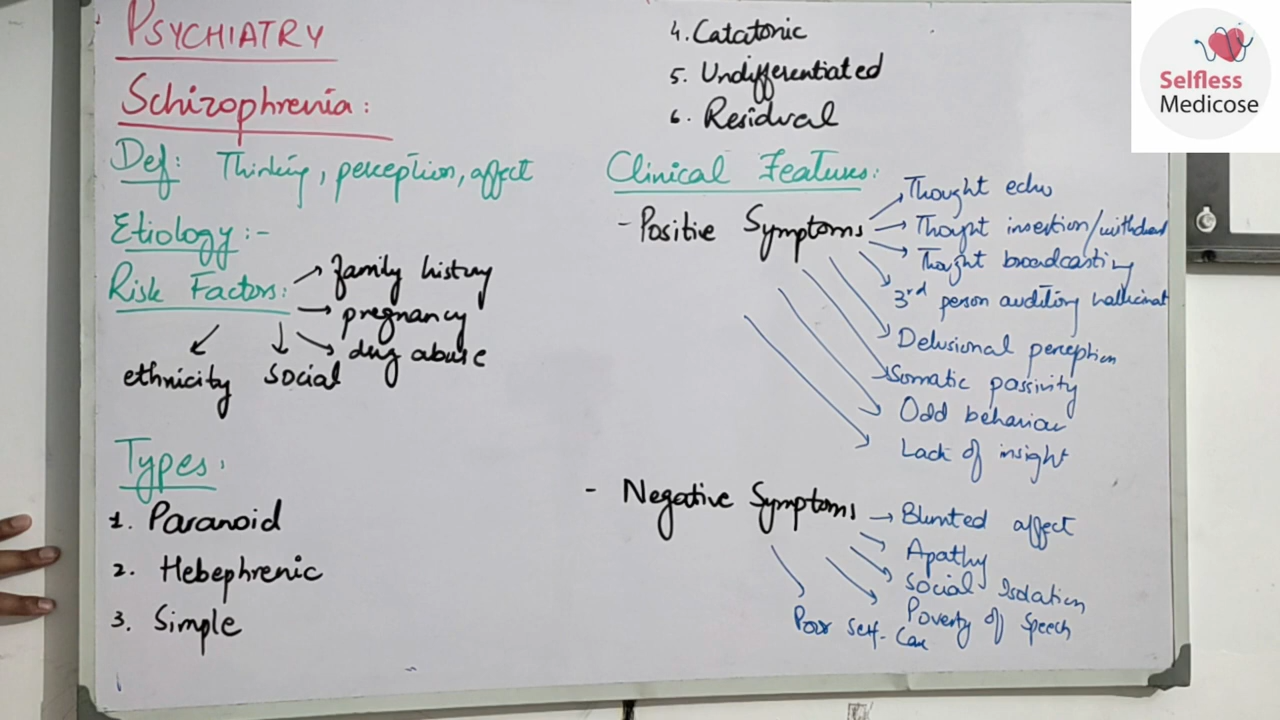 PSYCHIATRY
Schizophrenia:
Def: Thinking, perception, affect
Etiology:-
Risk Factors:
family history
pregnancy
drug abuse
ethnicity
social
Types:
1. Paranoid
2. Hebephrenic
3. Simple
4. Catatonic
5. Undifferentiated
6. Residual
Clinical Features:
- Positive Symptoms
Thought echo
Thought insertion/withdrawl
Thought broadcasting
3rd person auditory hallucinat
Delusional perception
Somatic passivity
Odd behaviour
Lack of insight
- Negative Symptoms
Blunted affect
Apathy
Social Isolation
Poverty of Speech
Poor self-Care
Selfless
Medicose